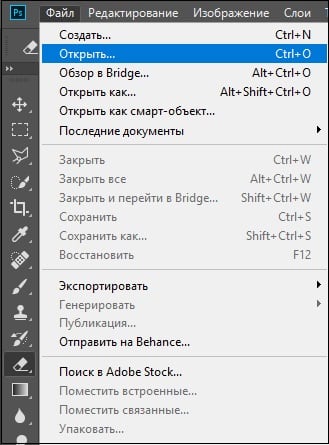 Ps Файл Редактирование Изображение Слои
Создать... Ctrl+N
Открыть... Ctrl+O
Обзор в Bridge... Alt+Ctrl+O
Открыть как... Alt+Shift+Ctrl+O
Открыть как смарт-объект...
Последние документы
Закрыть Ctrl+W
Закрыть все Alt+Ctrl+W
Закрыть и перейти в Bridge... Shift+Ctrl+W
Сохранить Ctrl+S
Сохранить как... Shift+Ctrl+S
Восстановить F12
Экспортировать
Генерировать
Публикация...
Отправить на Behance...
Поиск в Adobe Stock...
Поместить встроенные...
Поместить связанные...
Упаковать...